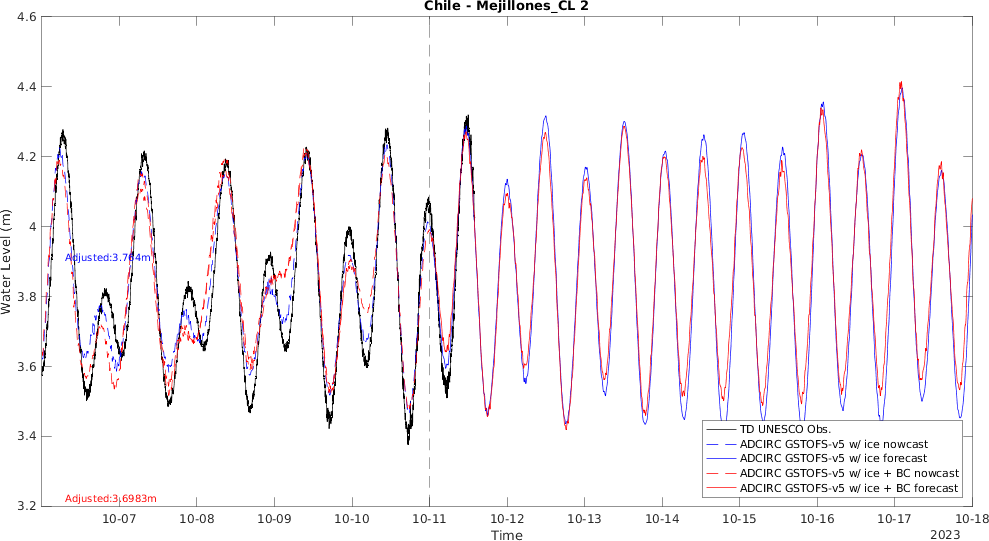 Chile - Mejillones_CL 2
4.6
4.4
4.2
4
3.8
3.6
3.4
3.2
Water Level (m)
Adjusted:3.764m
Adjusted:3.6983m
TD UNESCO Obs.
ADCIRC GSTOFS-v5 w/ ice nowcast
ADCIRC GSTOFS-v5 w/ ice forecast
ADCIRC GSTOFS-v5 w/ ice + BC nowcast
ADCIRC GSTOFS-v5 w/ ice + BC forecast
10-07 10-08 10-09 10-10 10-11 10-12 10-13 10-14 10-15 10-16 10-17 10-18
Time
2023